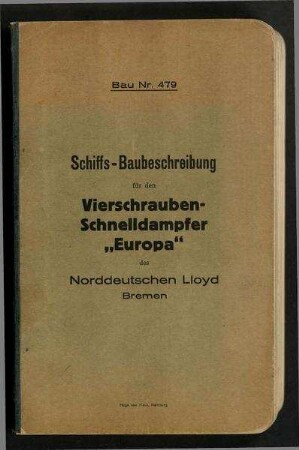 Bau Nr. 479
Schiffs-Baubeschreibung
für den
Vierschrauben-
Schnelldampfer
„Europa“
des
Norddeutschen Lloyd
Bremen